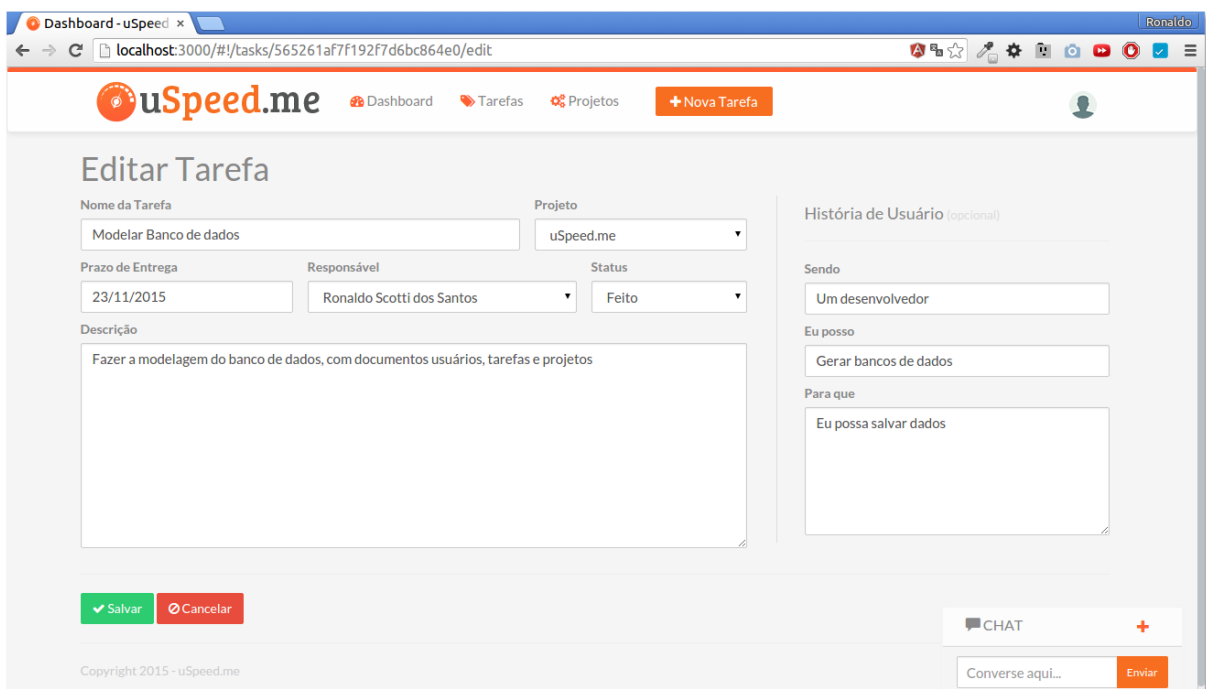 Dashboard - uSpeed
Ronaldo
localhost:3000/#!/tasks/565261af7f192f7d6bc864e0/edit
uSpeed.me
Dashboard
Tarefas
Projetos
Nova Tarefa
Editar Tarefa
Nome da Tarefa
Projeto
Modelar Banco de dados
uSpeed.me
Prazo de Entrega
Responsável
Status
23/11/2015
Ronaldo Scotti dos Santos
Feito
Descrição
Fazer a modelagem do banco de dados, com documentos usuários, tarefas e projetos
História de Usuário (opcional)
Sendo
Um desenvolvedor
Eu posso
Gerar bancos de dados
Para que
Eu possa salvar dados
Salvar
Cancelar
CHAT
Converse aqui...
Enviar
Copyright 2015 - uSpeed.me